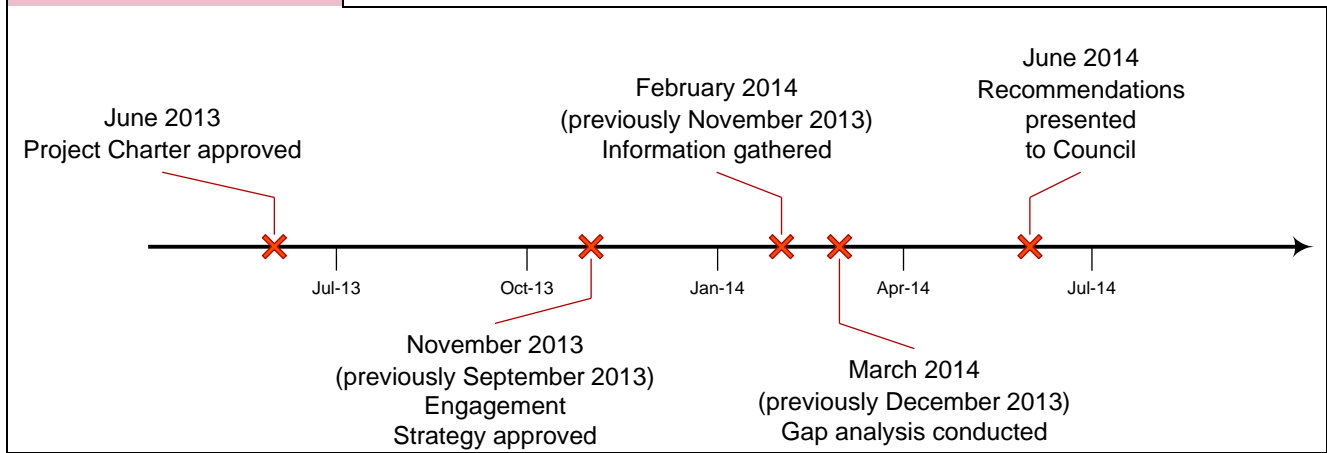 June 2013
Project Charter approved
February 2014
(previously November 2013)
Information gathered
June 2014
Recommendations
presented
to Council
Jul-13
Oct-13
Jan-14
Apr-14
Jul-14
November 2013
(previously September 2013)
Engagement
Strategy approved
March 2014
(previously December 2013)
Gap analysis conducted